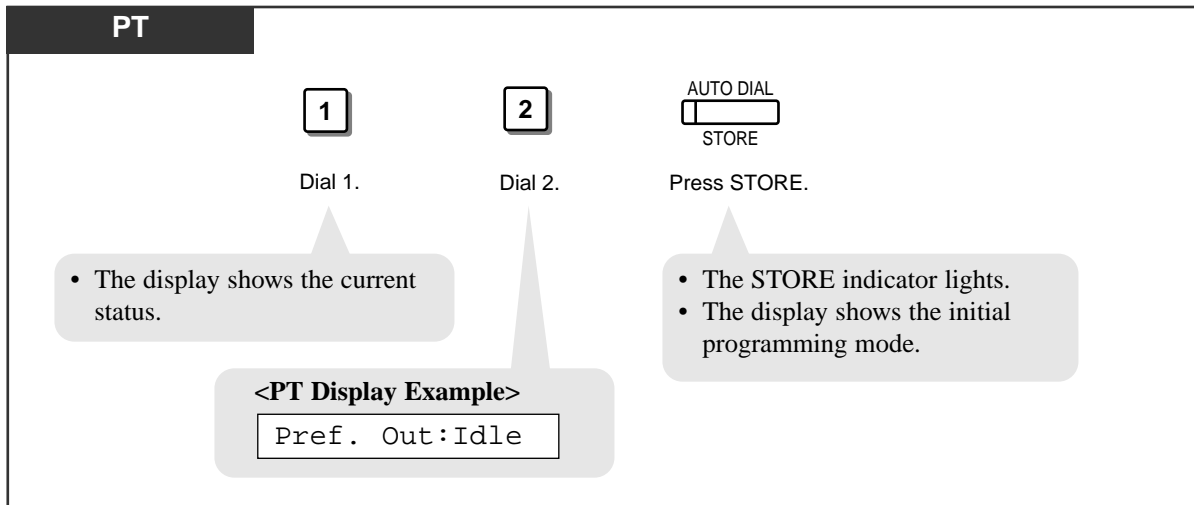 PT
1
2
AUTO DIAL
STORE
Dial 1.
Dial 2.
Press STORE.
• The display shows the current
status.
• The STORE indicator lights.
• The display shows the initial
programming mode.
<PT Display Example>
Pref. Out:Idle